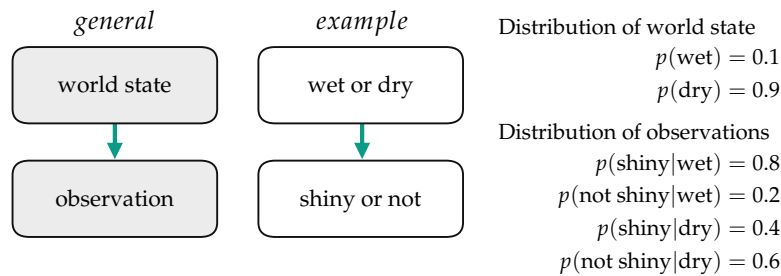 general
world state
observation
example
wet or dry
shiny or not
Distribution of world state
p(wet) = 0.1
p(dry) = 0.9
Distribution of observations
p(shiny|wet) = 0.8
p(not shiny|wet) = 0.2
p(shiny|dry) = 0.4
p(not shiny|dry) = 0.6